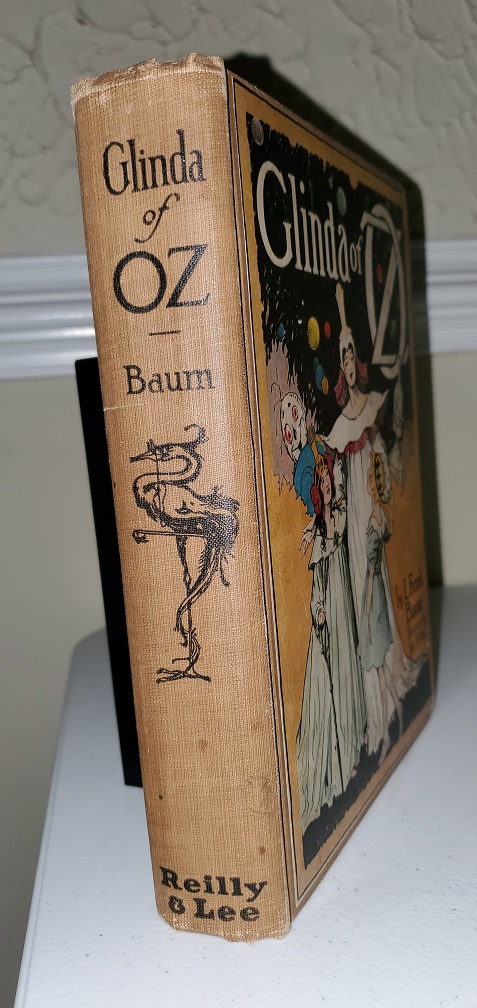 Glinda
of
OZ
Baum
Reilly
& Lee
Glinda of OZ
by L. Frank
Baum